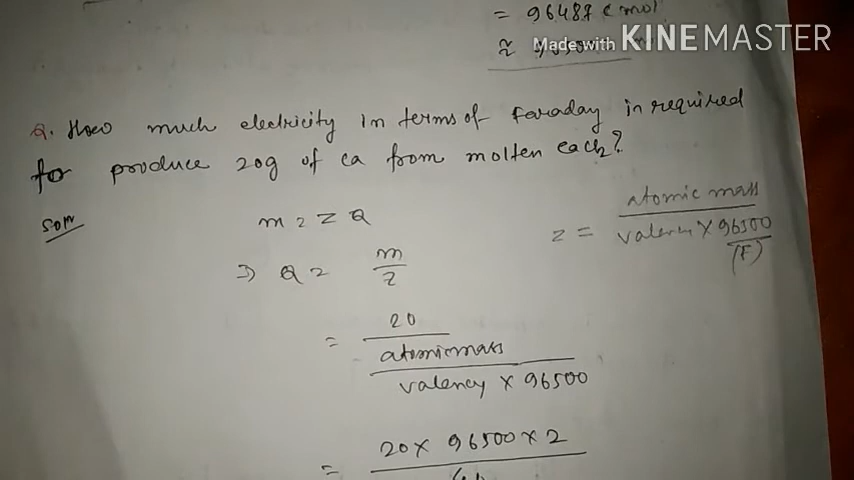 = 96487 C mol
≈
Made with KINEMASTER
Q. How much electricity in terms of Faraday in required
for produce 20g of Ca from molten Cacl₂?
Solⁿ
m = Z Q
z = atomic mass
valency × 96500
(F)
⇒ Q = m
z
= 20
atomic mass
valency × 96500
= 20 × 96500 × 2